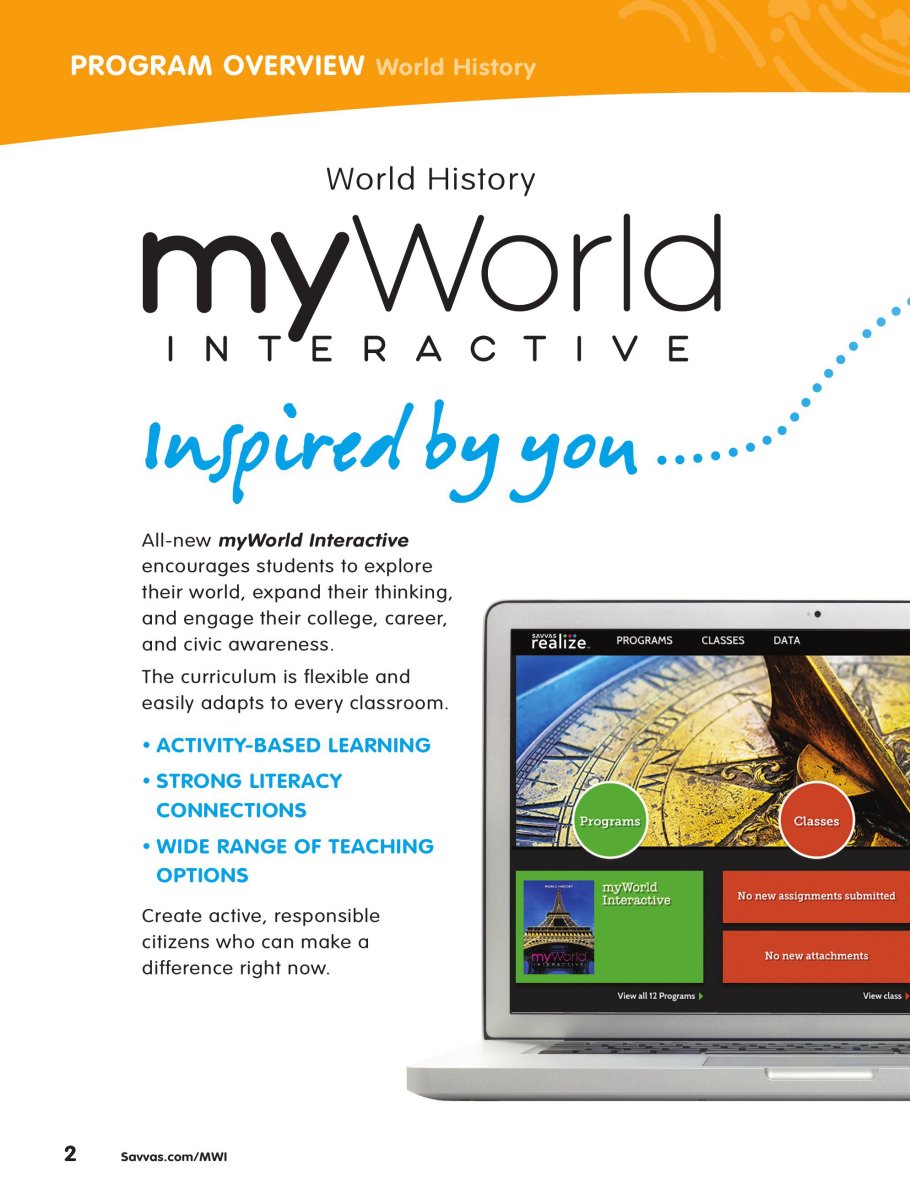 PROGRAM OVERVIEW World History
World History
myWorld
INTERACTIVE
Inspired by you
All-new myWorld Interactive
encourages students to explore
their world, expand their thinking,
and engage their college, career,
and civic awareness.
The curriculum is flexible and
easily adapts to every classroom.
• ACTIVITY-BASED LEARNING
• STRONG LITERACY
CONNECTIONS
• WIDE RANGE OF TEACHING
OPTIONS
Create active, responsible
citizens who can make a
difference right now.
SAVVAS
realize™
PROGRAMS CLASSES DATA
Programs
Classes
WORLD HISTORY
myWorld
INTERACTIVE
myWorld
Interactive
View all 12 Programs
No new assignments submitted
No new attachments
View class
2 Savvas.com/MWI